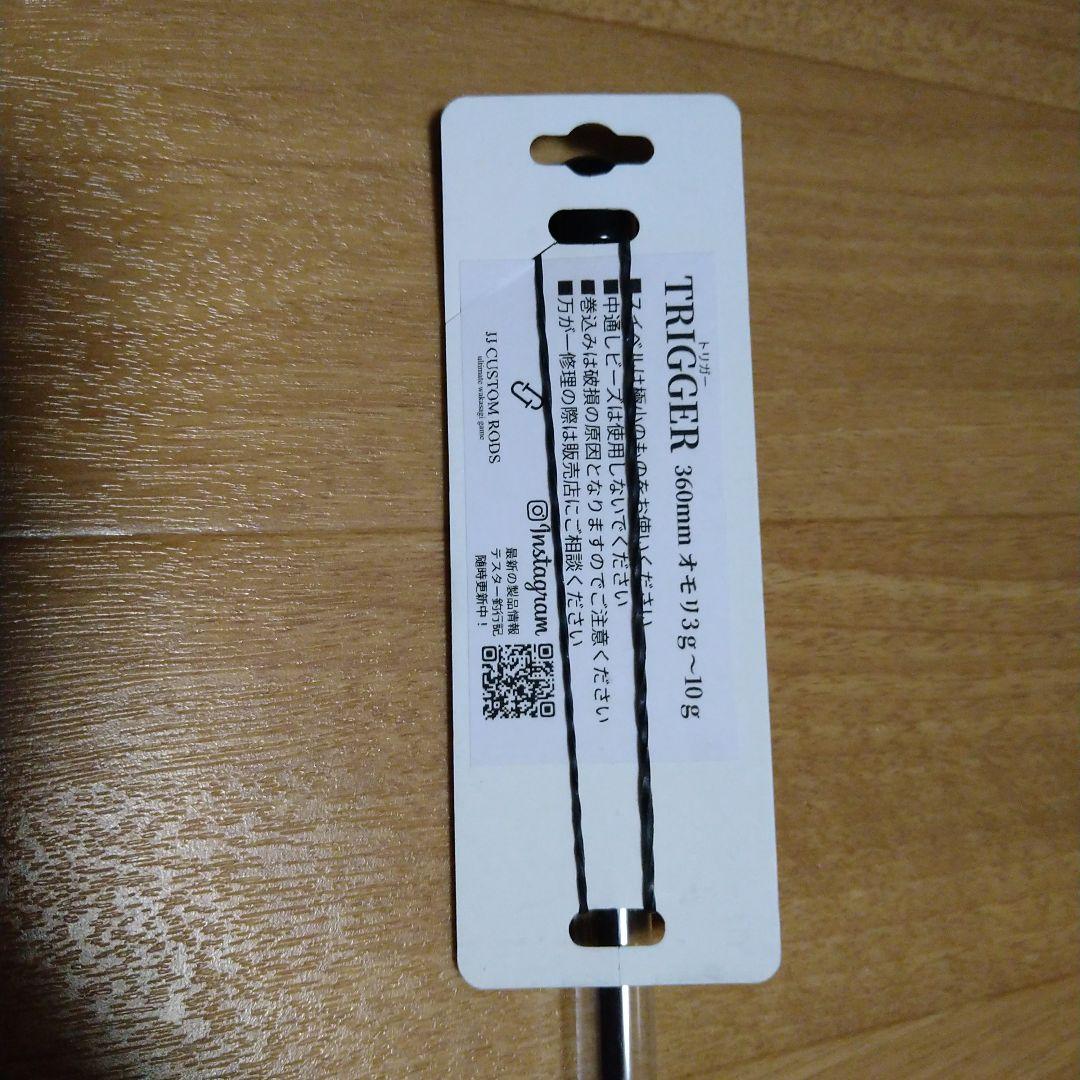 トリガー
TRIGGER 360mm オモリ3g～10g
■スイベルは極小のものをお使いください
■中通しビーズは使用しないでください
■巻込みは破損の原因となりますのでご注意ください
■万が一修理の際は販売店にご相談ください
JJ CUSTOM RODS
ultimate wakasagi game
Instagram
最新の製品情報
テスター釣行記
随時更新中！